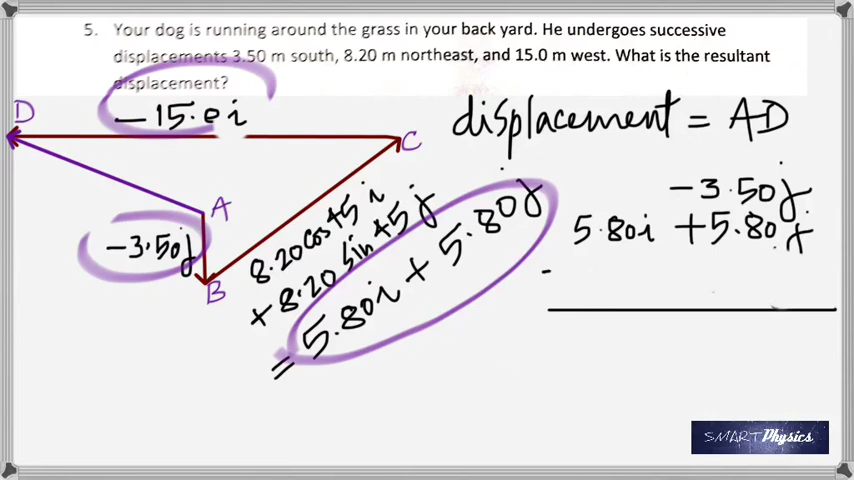 5. Your dog is running around the grass in your back yard. He undergoes successive
displacements 3.50 m south, 8.20 m northeast, and 15.0 m west. What is the resultant
displacement?
D
-15.0i
C
displacement = AD
A
-3.50j
B
8.20cos45 i
+ 8.20 sin45 j
= 5.80i + 5.80j
-3.50j
5.80i +5.80j
-
SMART Physics